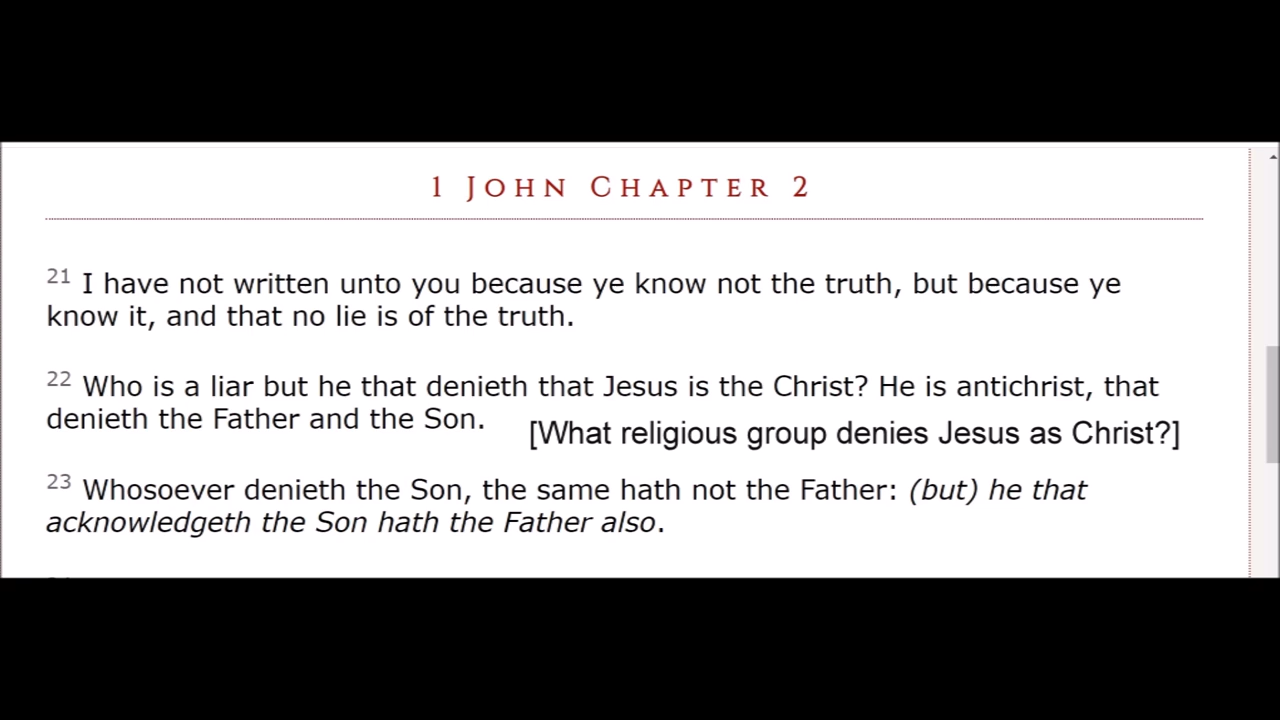 1 John Chapter 2
21 I have not written unto you because ye know not the truth, but because ye
know it, and that no lie is of the truth.
22 Who is a liar but he that denieth that Jesus is the Christ? He is antichrist, that
denieth the Father and the Son.
[What religious group denies Jesus as Christ?]
23 Whosoever denieth the Son, the same hath not the Father: (but) he that
acknowledgeth the Son hath the Father also.